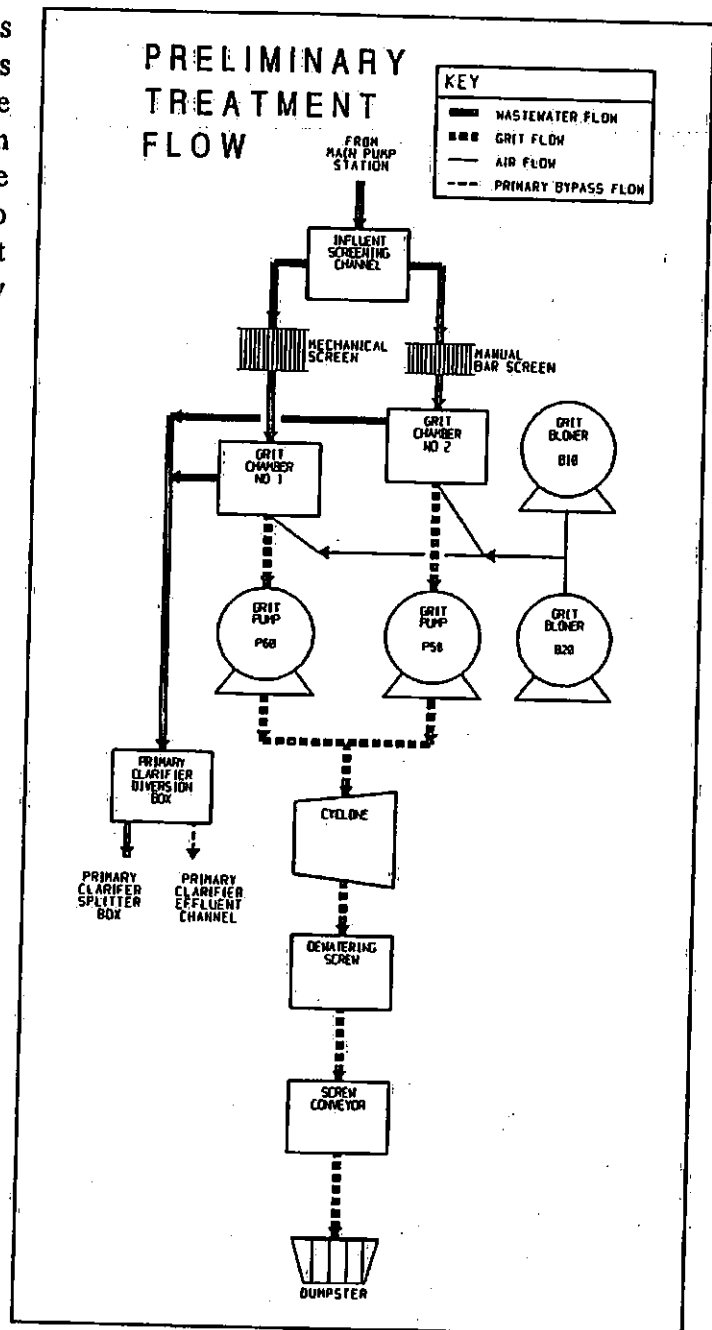 s
s
e
n
e
o
t
y
PRELIMINARY
TREATMENT
FLOW
KEY
WASTEWATER FLOW
GRIT FLOW
AIR FLOW
PRIMARY BYPASS FLOW
FROM
MAIN PUMP
STATION
INFLUENT
SCREENING
CHANNEL
MECHANICAL
SCREEN
MANUAL
BAR SCREEN
GRIT
CHAMBER
NO 1
GRIT
CHAMBER
NO 2
GRIT
BLOWER
B10
GRIT
PUMP
P60
GRIT
PUMP
P50
GRIT
BLOWER
B20
PRIMARY
CLARIFIER
DIVERSION
BOX
PRIMARY
CLARIFER
SPLITTER
BOX
PRIMARY
CLARIFIER
EFFLUENT
CHANNEL
CYCLONE
DEWATERING
SCREW
SCREW
CONVEYOR
DUMPSTER